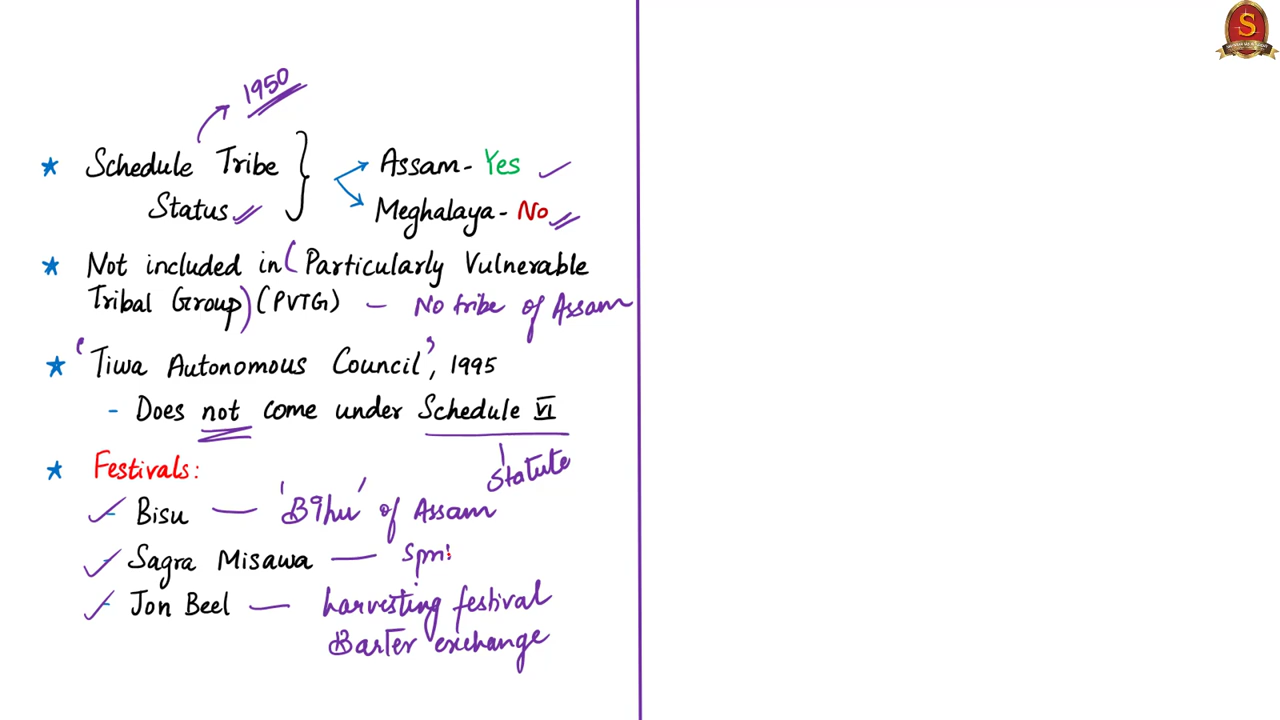 1950
★ Schedule Tribe Status
Assam - Yes
Meghalaya - No
★ Not included in (Particularly Vulnerable
Tribal Group) (PVTG) — No tribe of Assam
★ 'Tiwa Autonomous Council', 1995
- Does not come under Schedule VI
Statute
★ Festivals:
- Bisu — 'Bihu' of Assam
- Sagra Misawa — Spri
- Jon Beel — harvesting festival
Barter exchange
S